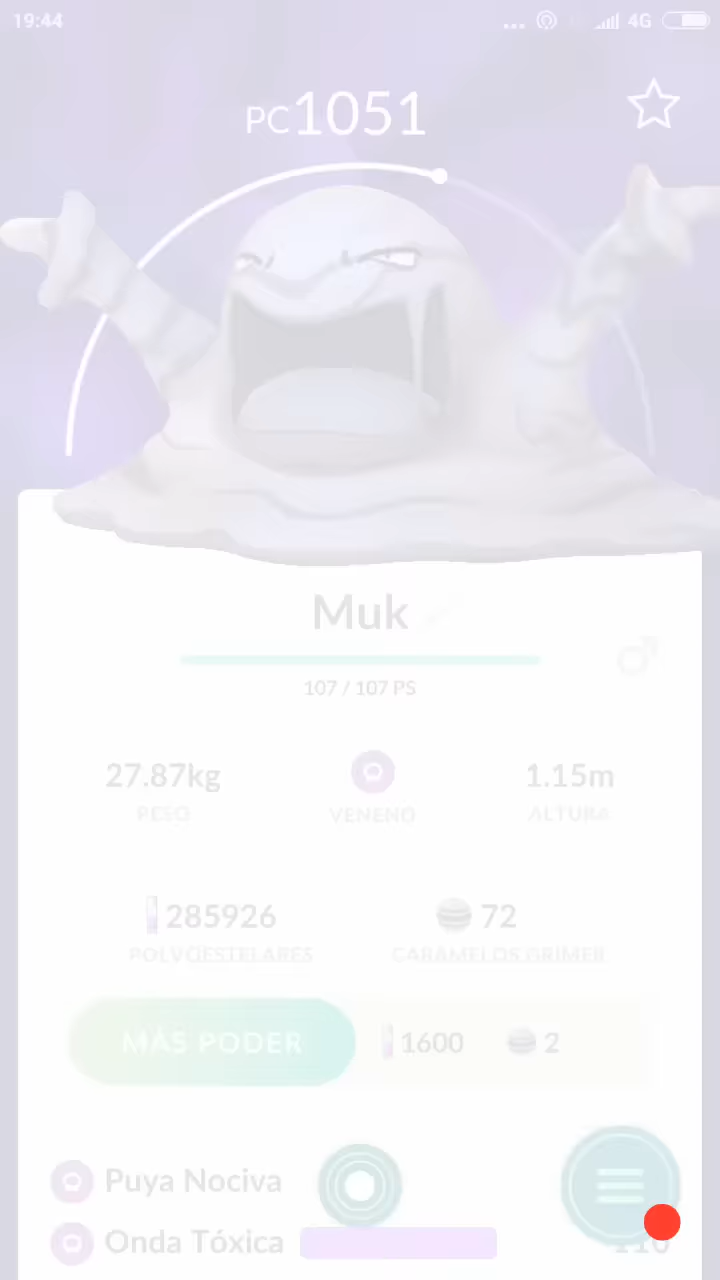 19:44
4G
PC1051
Muk
107 / 107 PS
27.87kg
1.15m
PESO
VENENO
ALTURA
285926
72
POLVOESTELARES
CARAMELOS GRIMER
MÁS PODER
1600
2
Puya Nociva
Onda Tóxica
110